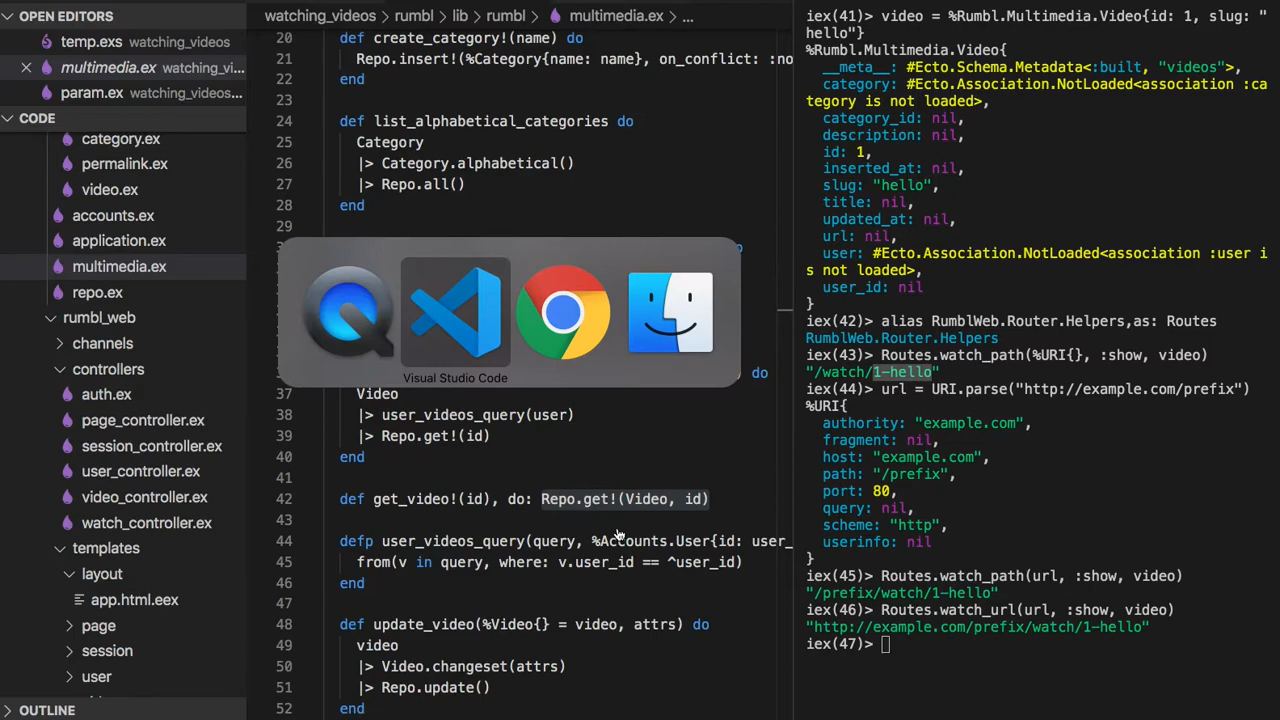 OPEN EDITORS
temp.exs watching_videos
multimedia.ex watching_vi...
param.ex watching_videos...
CODE
category.ex
permalink.ex
video.ex
accounts.ex
application.ex
multimedia.ex
repo.ex
rumbl_web
channels
controllers
auth.ex
page_controller.ex
session_controller.ex
user_controller.ex
video_controller.ex
watch_controller.ex
templates
layout
app.html.eex
page
session
user
OUTLINE
watching_videos > rumbl > lib > rumbl > multimedia.ex > ...
20 def create_category!(name) do
21 Repo.insert!(%Category{name: name}, on_conflict: :no
22 end
23
24 def list_alphabetical_categories do
25 Category
26 |> Category.alphabetical()
27 |> Repo.all()
28 end
29
do
Visual Studio Code
37 Video
38 |> user_videos_query(user)
39 |> Repo.get!(id)
40 end
41
42 def get_video!(id), do: Repo.get!(Video, id)
43
44 defp user_videos_query(query, %Accounts.User{id: user_
45 from(v in query, where: v.user_id == ^user_id)
46 end
47
48 def update_video(%Video{} = video, attrs) do
49 video
50 |> Video.changeset(attrs)
51 |> Repo.update()
52 end
iex(41)> video = %Rumbl.Multimedia.Video{id: 1, slug: "
hello"}
%Rumbl.Multimedia.Video{
__meta__: #Ecto.Schema.Metadata<:built, "videos">,
category: #Ecto.Association.NotLoaded<association :ca
tegory is not loaded>,
category_id: nil,
description: nil,
id: 1,
inserted_at: nil,
slug: "hello",
title: nil,
updated_at: nil,
url: nil,
user: #Ecto.Association.NotLoaded<association :user i
s not loaded>,
user_id: nil
}
iex(42)> alias RumblWeb.Router.Helpers,as: Routes
RumblWeb.Router.Helpers
iex(43)> Routes.watch_path(%URI{}, :show, video)
"/watch/1-hello"
iex(44)> url = URI.parse("http://example.com/prefix")
%URI{
authority: "example.com",
fragment: nil,
host: "example.com",
path: "/prefix",
port: 80,
query: nil,
scheme: "http",
userinfo: nil
}
iex(45)> Routes.watch_path(url, :show, video)
"/prefix/watch/1-hello"
iex(46)> Routes.watch_url(url, :show, video)
"http://example.com/prefix/watch/1-hello"
iex(47)>